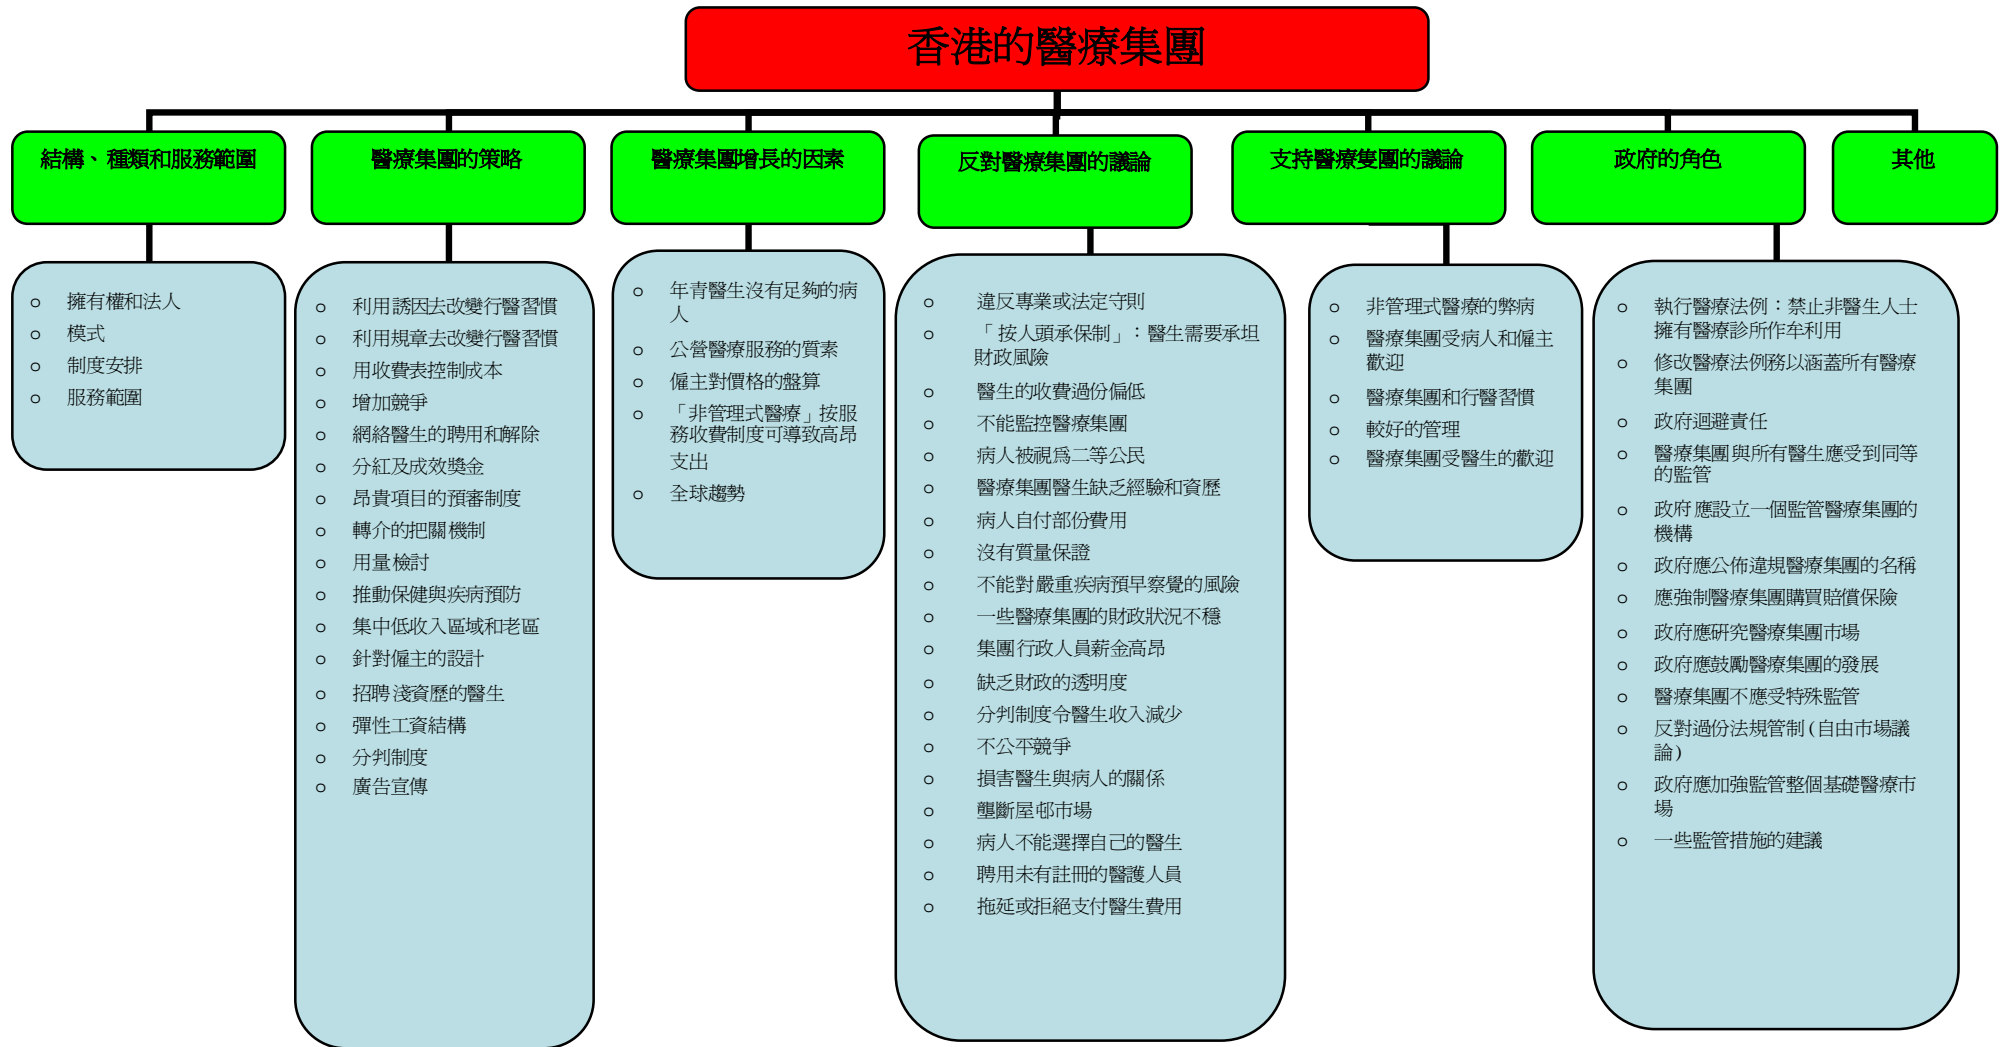 香港的醫療集團
結構、種類和服務範圍
擁有權和法人
模式
制度安排
服務範圍
醫療集團的策略
利用誘因去改變行醫習慣
利用規章去改變行醫習慣
用收費表控制成本
增加競爭
網絡醫生的聘用和解除
分紅及成效獎金
昂貴項目的預審制度
轉介的把關機制
用量檢討
推動保健與疾病預防
集中低收入區域和老區
針對僱主的設計
招聘淺資歷的醫生
彈性工資結構
分判制度
廣告宣傳
醫療集團增長的因素
年青醫生沒有足夠的病
人
公營醫療服務的質素
僱主對價格的盤算
「非管理式醫療」按服
務收費制度可導致高昂
支出
全球趨勢
反對醫療集團的議論
違反專業或法定守則
「按人頭承保制」：醫生需要承坦
財政風險
醫生的收費過份偏低
不能監控醫療集團
病人被視爲二等公民
醫療集團醫生缺乏經驗和資歷
病人自付部份費用
沒有質量保證
不能對嚴重疾病預早察覺的風險
一些醫療集團的財政狀況不穩
集團行政人員薪金高昂
缺乏財政的透明度
分判制度令醫生收入減少
不公平競爭
損害醫生與病人的關係
壟斷屋邨市場
病人不能選擇自己的醫生
聘用未有註冊的醫護人員
拖延或拒絕支付醫生費用
支持醫療隻團的議論
非管理式醫療的弊病
醫療集團受病人和僱主
歡迎
醫療集團和行醫習慣
較好的管理
醫療集團受醫生的歡迎
政府的角色
執行醫療法例：禁止非醫生人士
擁有醫療診所作牟利用
修改醫療法例務以涵蓋所有醫療
集團
政府迴避責任
醫療集團與所有醫生應受到同等
的監管
政府應設立一個監管醫療集團的
機構
政府應公佈違規醫療集團的名稱
應強制醫療集團購買賠償保險
政府應研究醫療集團市場
政府應鼓勵醫療集團的發展
醫療集團不應受特殊監管
反對過份法規管制(自由市場議
論)
政府應加強監管整個基礎醫療市
場
一些監管措施的建議
其他